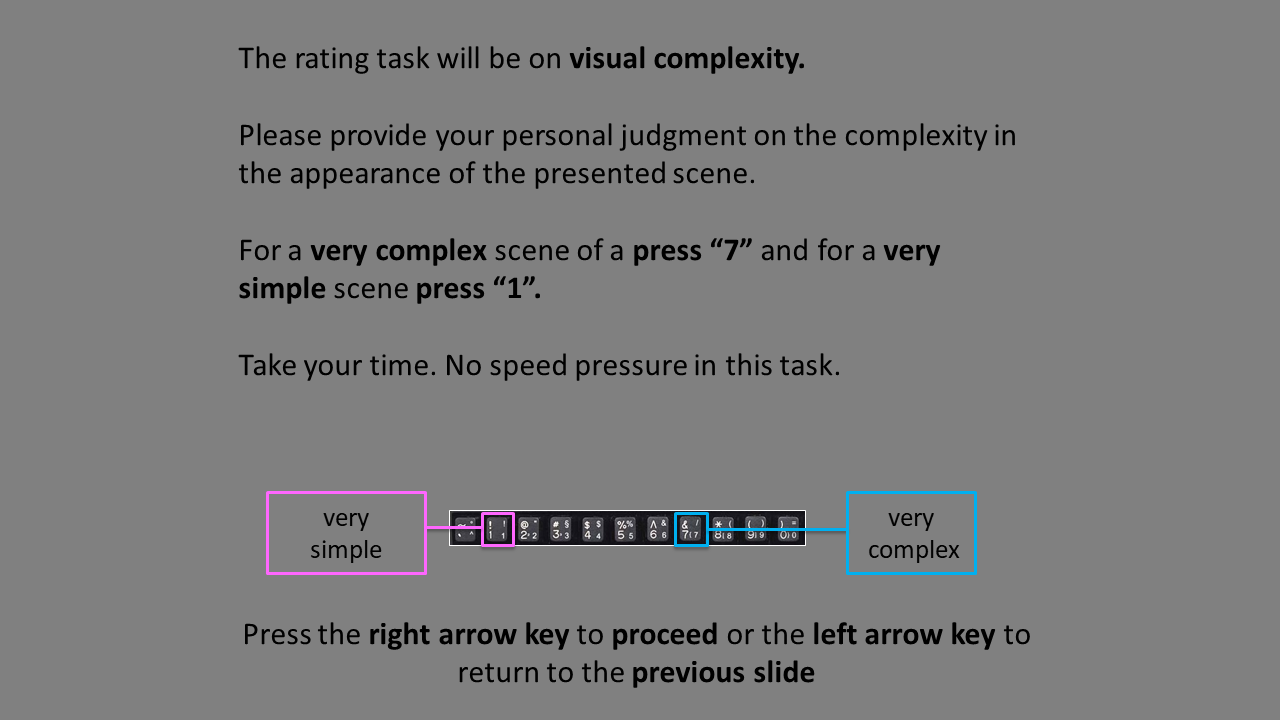 The rating task will be on visual complexity.
Please provide your personal judgment on the complexity in
the appearance of the presented scene.
For a very complex scene of a press “7” and for a very
simple scene press “1”.
Take your time. No speed pressure in this task.
very
simple
very
complex
Press the right arrow key to proceed or the left arrow key to
return to the previous slide